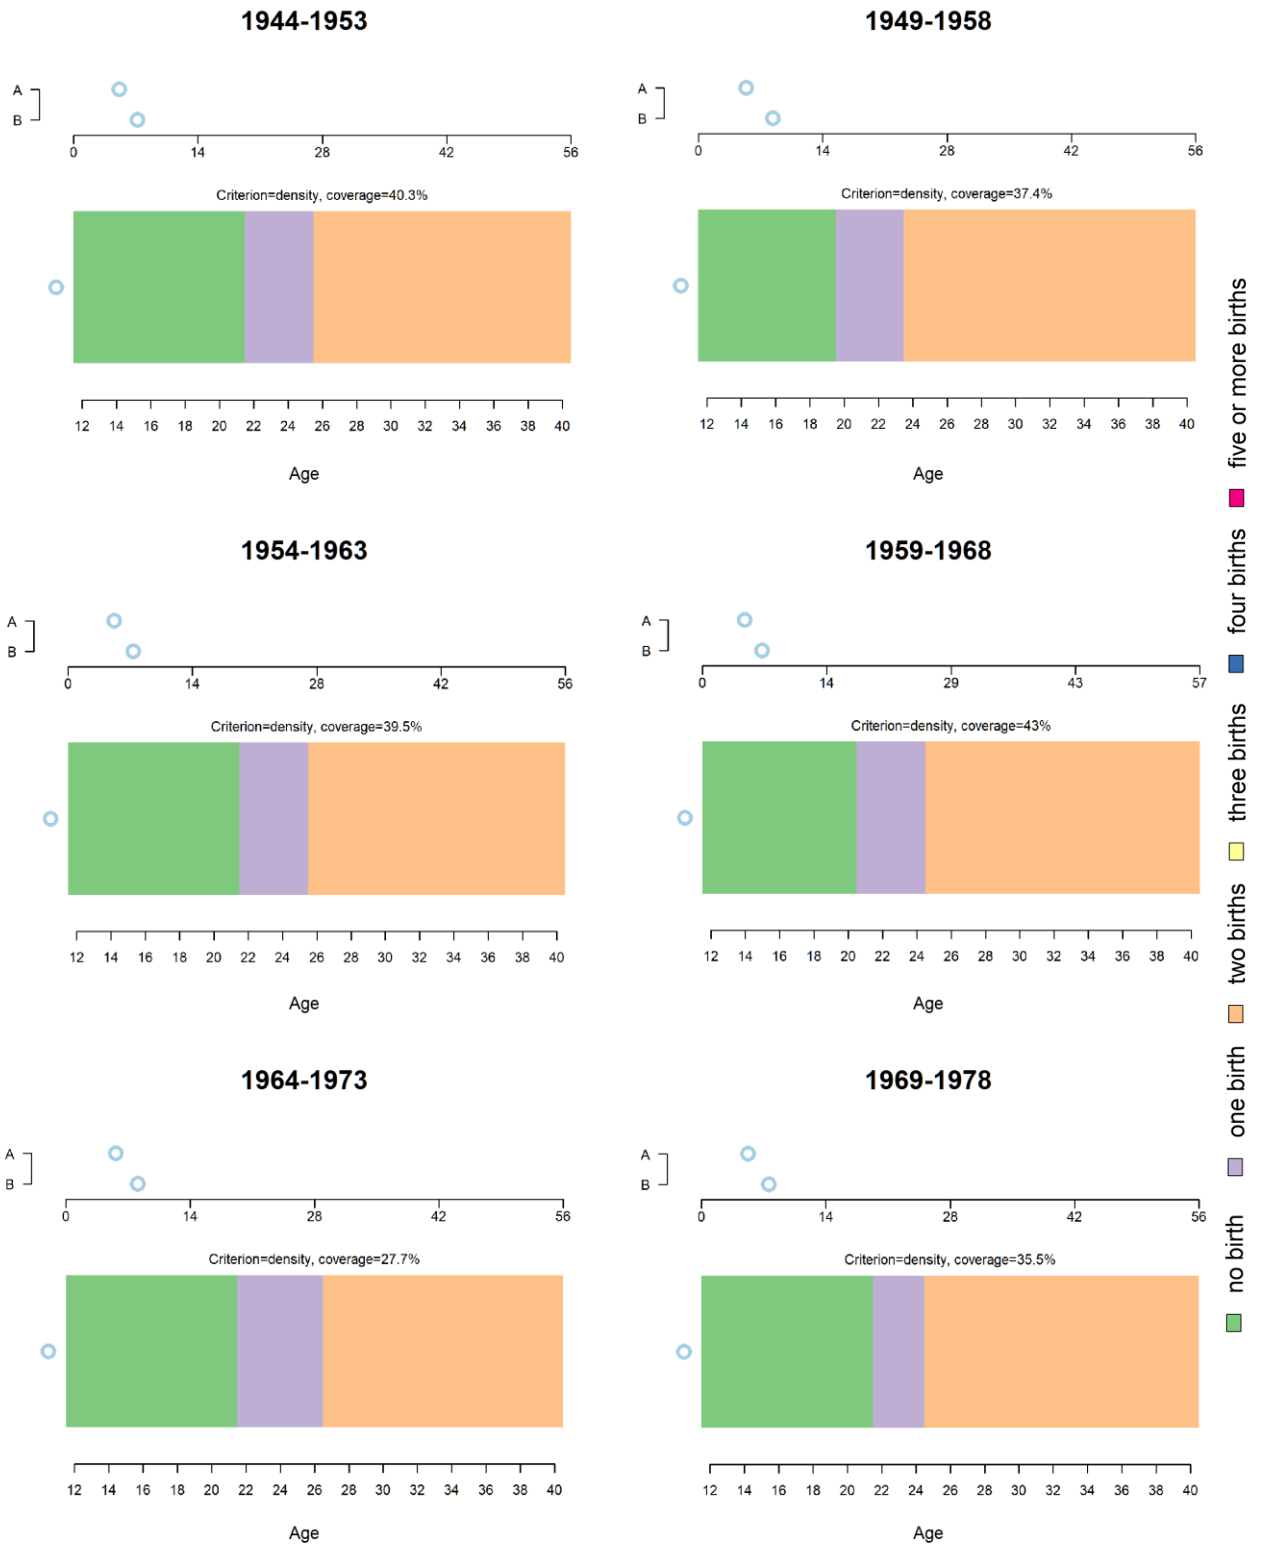 1944-1953
A
B
0 14 28 42 56
Criterion=density, coverage=40.3%
12 14 16 18 20 22 24 26 28 30 32 34 36 38 40
Age
1949-1958
A
B
0 14 28 42 56
Criterion=density, coverage=37.4%
12 14 16 18 20 22 24 26 28 30 32 34 36 38 40
Age
1954-1963
A
B
0 14 28 42 56
Criterion=density, coverage=39.5%
12 14 16 18 20 22 24 26 28 30 32 34 36 38 40
Age
1959-1968
A
B
0 14 29 43 57
Criterion=density, coverage=43%
12 14 16 18 20 22 24 26 28 30 32 34 36 38 40
Age
1964-1973
A
B
0 14 28 42 56
Criterion=density, coverage=27.7%
12 14 16 18 20 22 24 26 28 30 32 34 36 38 40
Age
1969-1978
A
B
0 14 28 42 56
Criterion=density, coverage=35.5%
12 14 16 18 20 22 24 26 28 30 32 34 36 38 40
Age
no birth one birth two births three births four births five or more births